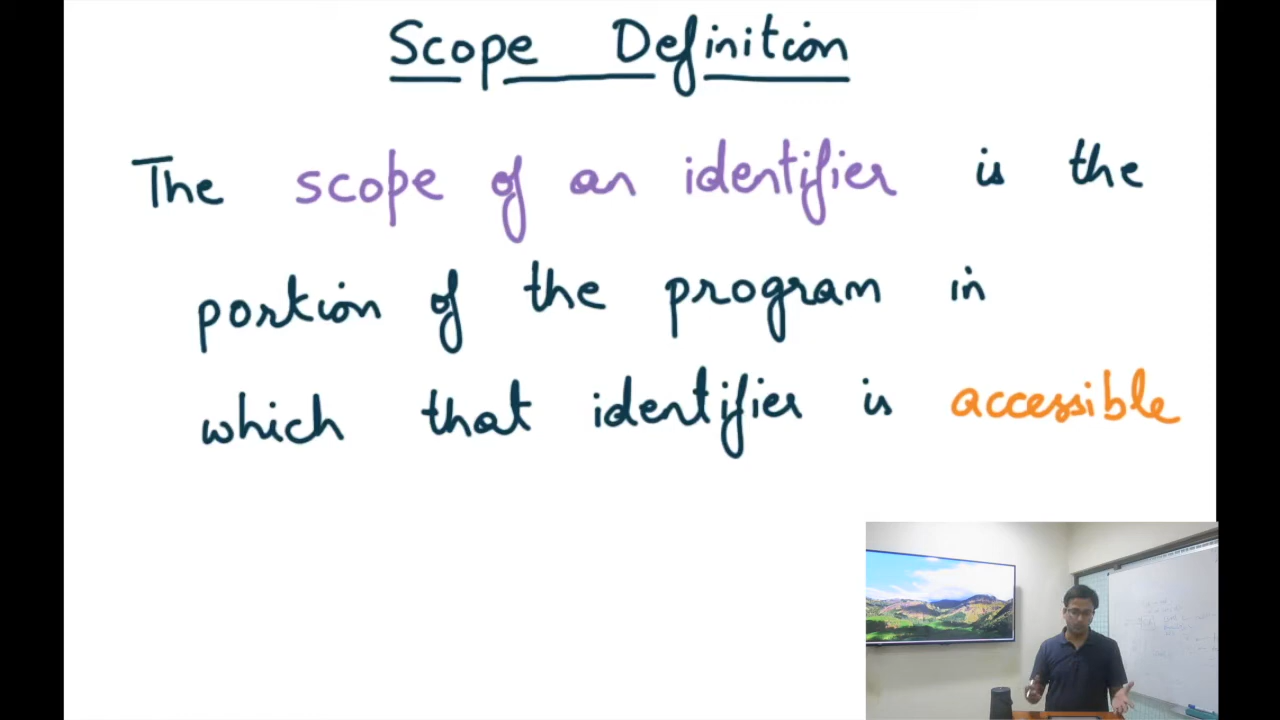 Scope Definition
The scope of an identifier is the
portion of the program in
which that identifier is accessible